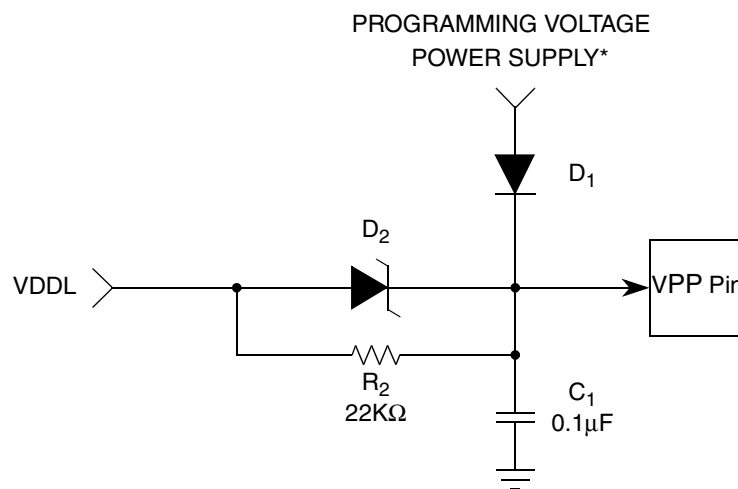 PROGRAMMING VOLTAGE
POWER SUPPLY*
D1
D2
VDDL
VPP Pin
R2
22KΩ
C1
0.1μF